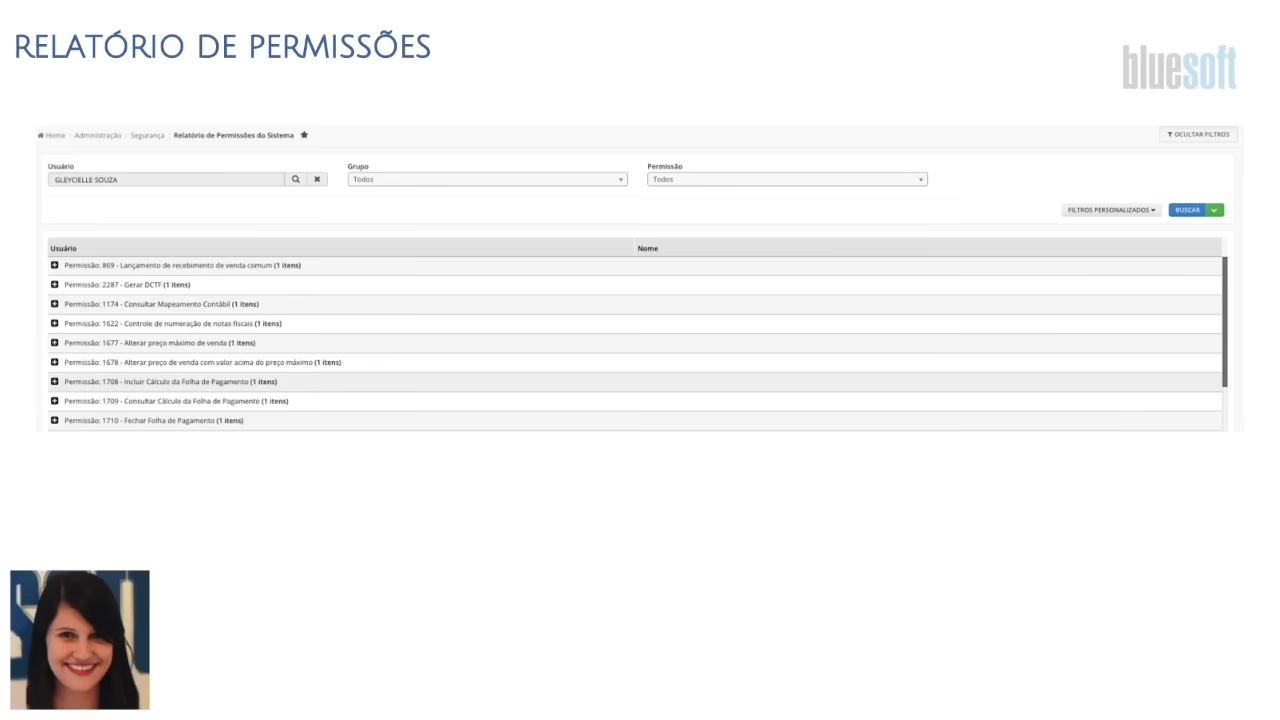 RELATÓRIO DE PERMISSÕES
bluesoft
Home / Administração / Segurança / Relatório de Permissões do Sistema
OCULTAR FILTROS
Usuário Grupo Permissão
GLEYCIELLE SOUZA Todos Todos
FILTROS PERSONALIZADOS BUSCAR
Usuário Nome
Permissão: 869 - Lançamento de recebimento de venda comum (1 itens)
Permissão: 2287 - Gerar DCTF (1 itens)
Permissão: 1174 - Consultar Mapeamento Contábil (1 itens)
Permissão: 1622 - Controle de numeração de notas fiscais (1 itens)
Permissão: 1677 - Alterar preço máximo de venda (1 itens)
Permissão: 1678 - Alterar preço de venda com valor acima do preço máximo (1 itens)
Permissão: 1708 - Incluir Cálculo da Folha de Pagamento (1 itens)
Permissão: 1709 - Consultar Cálculo da Folha de Pagamento (1 itens)
Permissão: 1710 - Fechar Folha de Pagamento (1 itens)